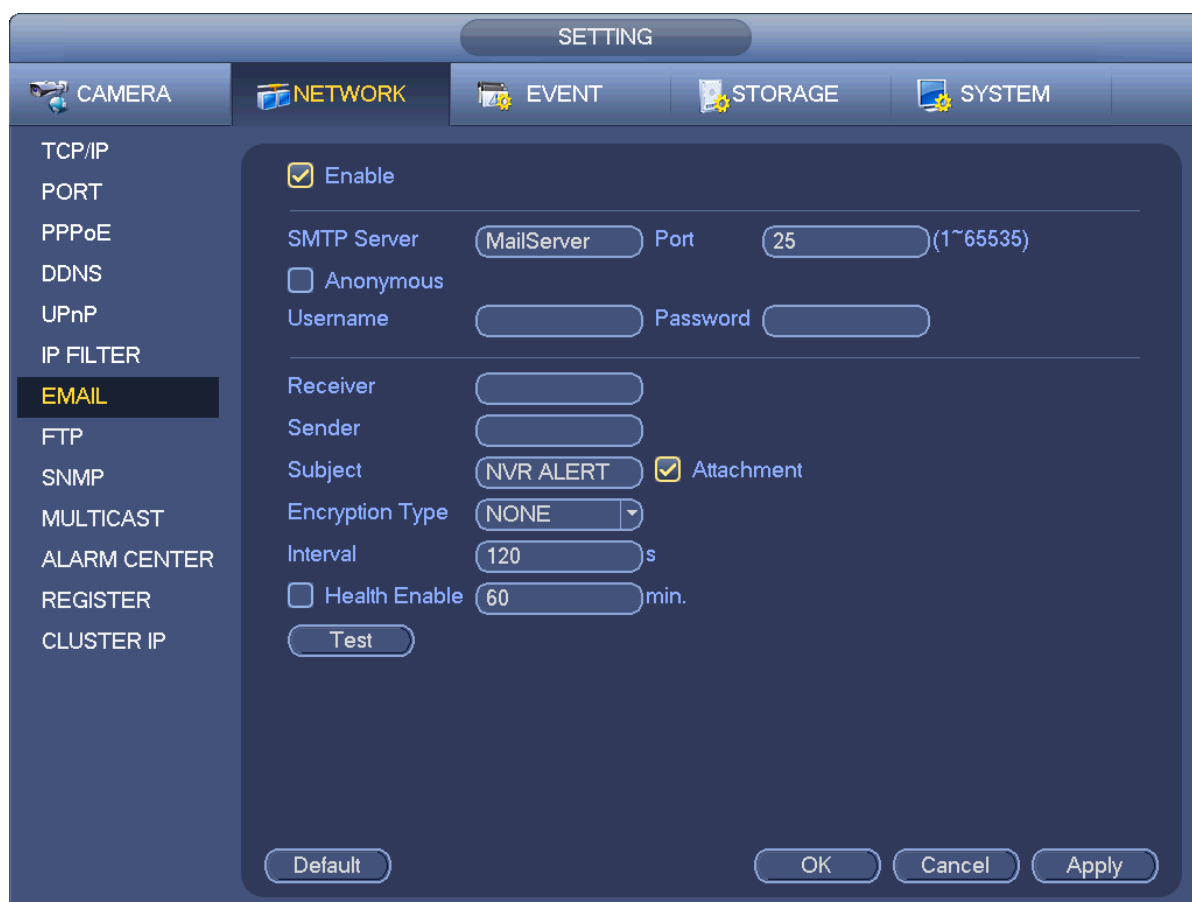 SETTING
CAMERA NETWORK EVENT STORAGE SYSTEM
TCP/IP
PORT
PPPoE
DDNS
UPnP
IP FILTER
EMAIL
FTP
SNMP
MULTICAST
ALARM CENTER
REGISTER
CLUSTER IP
Enable
SMTP Server MailServer Port 25 (1~65535)
Anonymous
Username Password
Receiver
Sender
Subject NVR ALERT Attachment
Encryption Type NONE
Interval 120 s
Health Enable 60 min.
Test
Default OK Cancel Apply